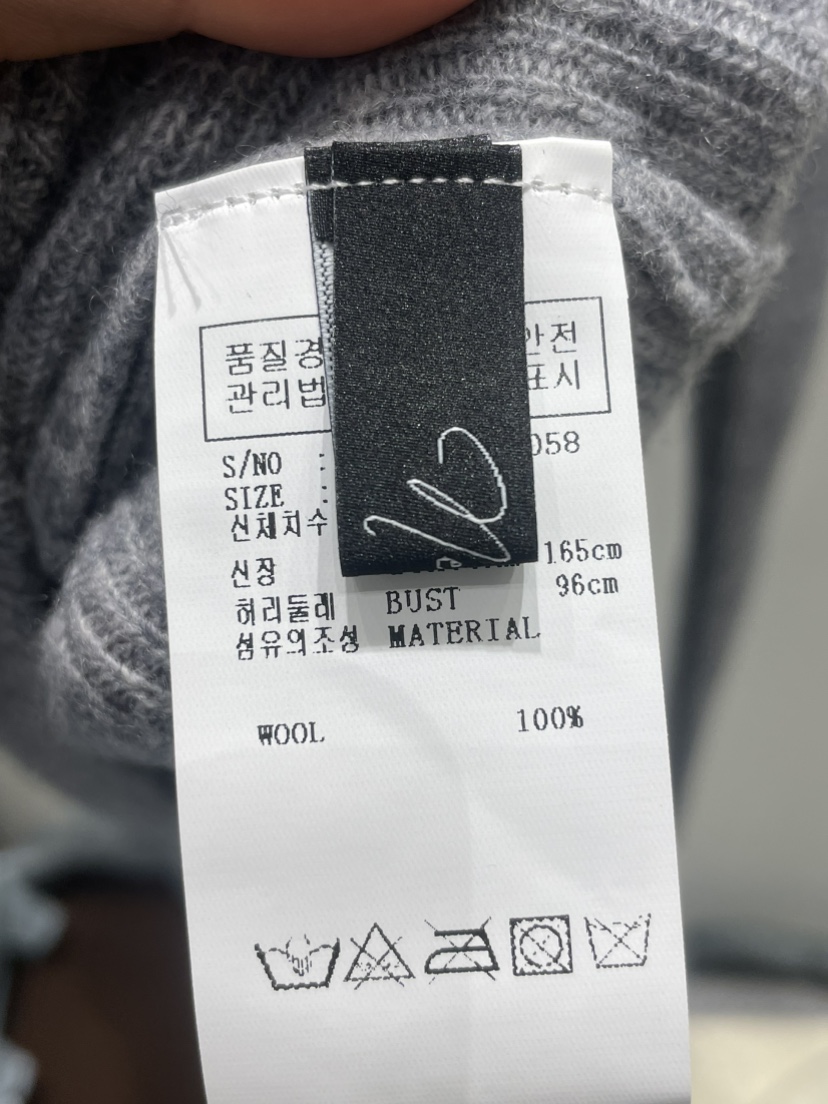 품질경 안전
관리법 표시
S/NO : 058
SIZE :
신체치수
신장 165cm
허리둘레 BUST 96cm
섬유의조성 MATERIAL
WOOL 100%